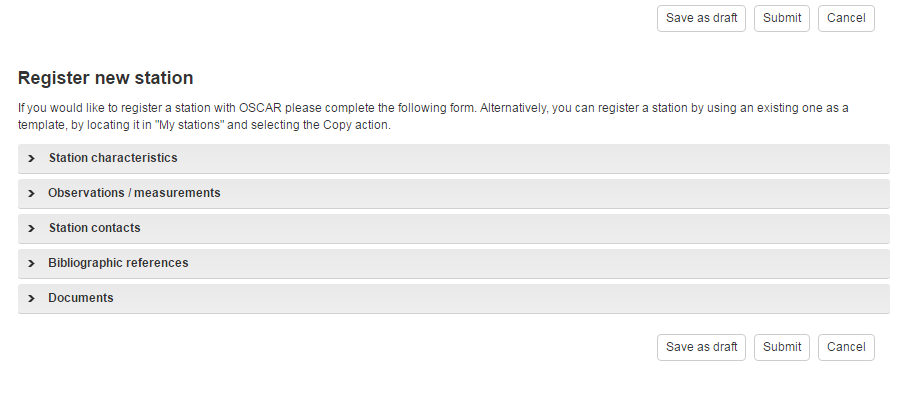 Save as draft Submit Cancel
Register new station
If you would like to register a station with OSCAR please complete the following form. Alternatively, you can register a station by using an existing one as a
template, by locating it in "My stations" and selecting the Copy action.
Station characteristics
Observations / measurements
Station contacts
Bibliographic references
Documents
Save as draft Submit Cancel